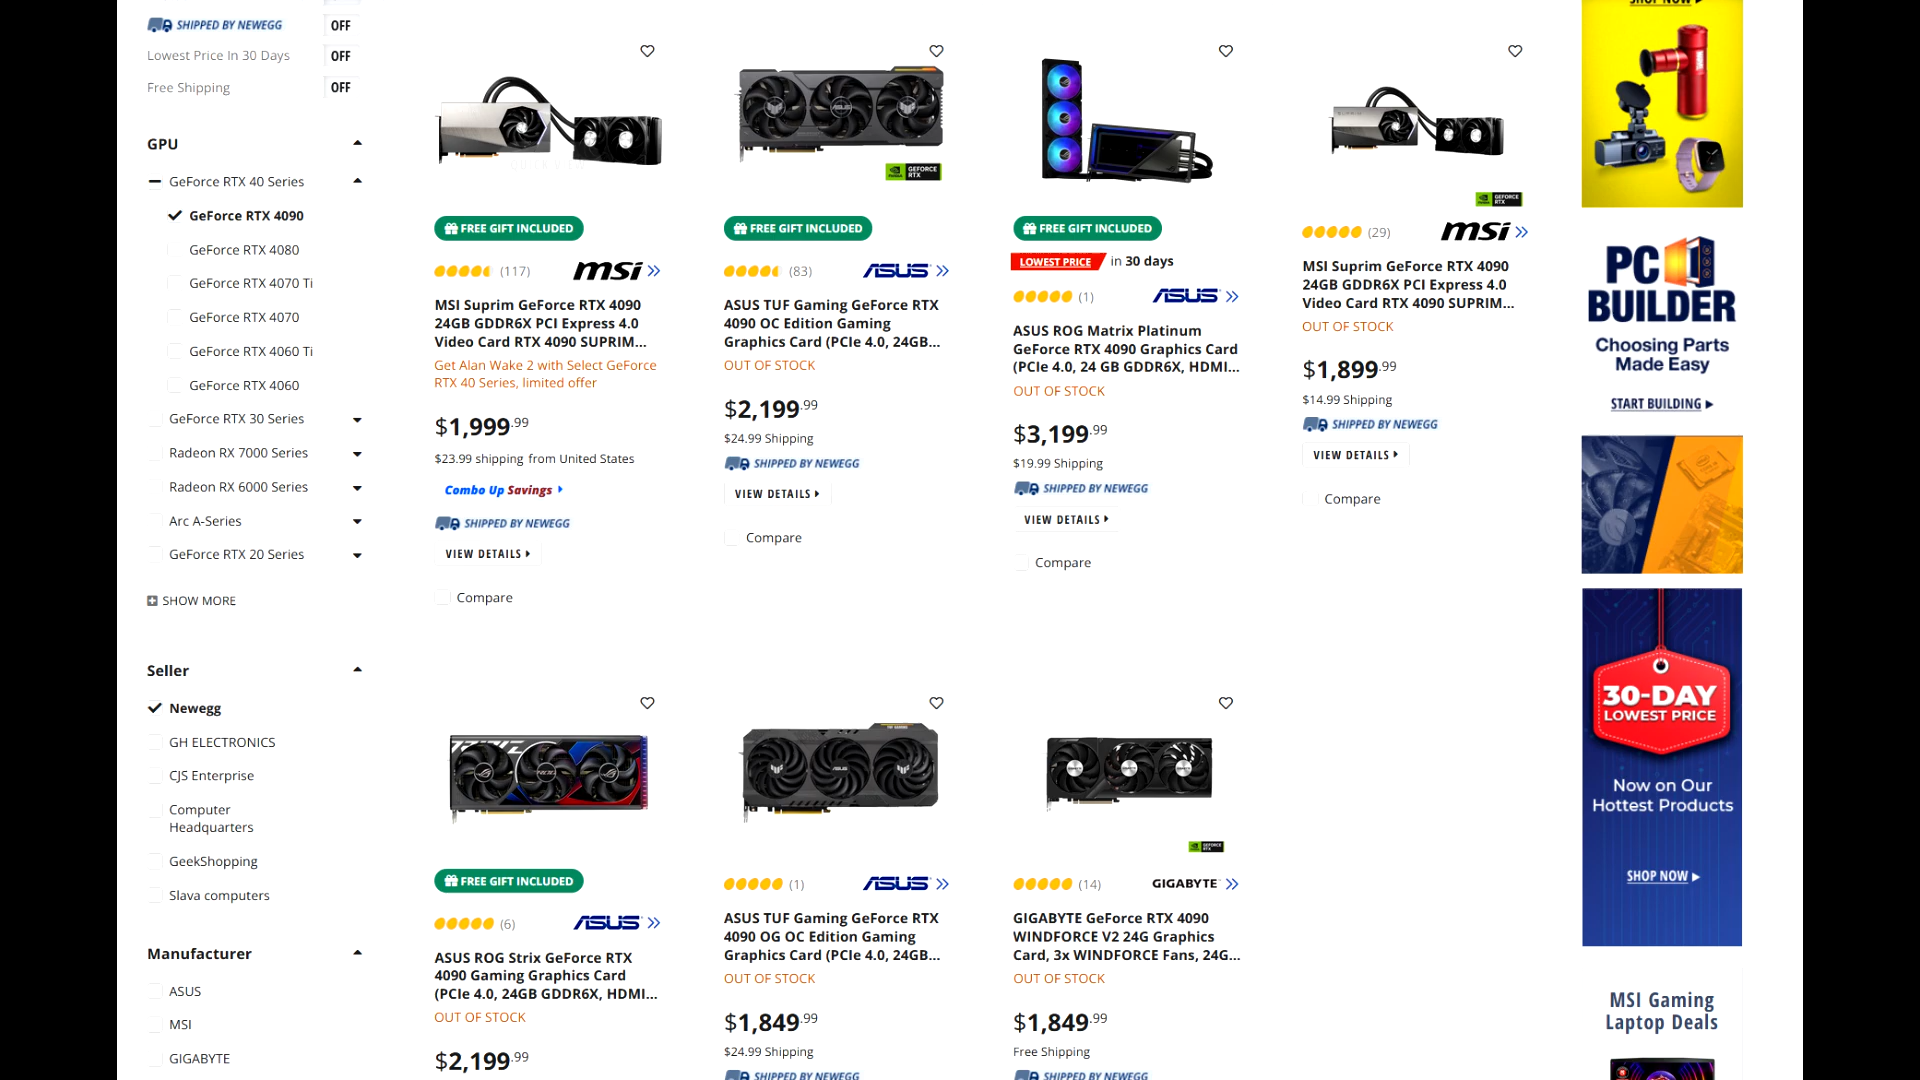 SHOP NOW
SHIPPED BY NEWEGG OFF
Lowest Price In 30 Days OFF
Free Shipping OFF
GPU
GeForce RTX 40 Series
GeForce RTX 4090
GeForce RTX 4080
GeForce RTX 4070 Ti
GeForce RTX 4070
GeForce RTX 4060 Ti
GeForce RTX 4060
GeForce RTX 30 Series
Radeon RX 7000 Series
Radeon RX 6000 Series
Arc A-Series
GeForce RTX 20 Series
SHOW MORE
Seller
Newegg
GH ELECTRONICS
CJS Enterprise
Computer
Headquarters
GeekShopping
Slava computers
Manufacturer
ASUS
MSI
GIGABYTE
FREE GIFT INCLUDED
(117) msi
MSI Suprim GeForce RTX 4090
24GB GDDR6X PCI Express 4.0
Video Card RTX 4090 SUPRIM...
Get Alan Wake 2 with Select GeForce
RTX 40 Series, limited offer
$1,999.99
$23.99 shipping from United States
Combo Up Savings
SHIPPED BY NEWEGG
VIEW DETAILS
Compare
GEFORCE RTX
FREE GIFT INCLUDED
(83) ASUS
ASUS TUF Gaming GeForce RTX
4090 OC Edition Gaming
Graphics Card (PCIe 4.0, 24GB...
OUT OF STOCK
$2,199.99
$24.99 Shipping
SHIPPED BY NEWEGG
VIEW DETAILS
Compare
FREE GIFT INCLUDED
LOWEST PRICE in 30 days
(1) ASUS
ASUS ROG Matrix Platinum
GeForce RTX 4090 Graphics Card
(PCIe 4.0, 24 GB GDDR6X, HDMI...
OUT OF STOCK
$3,199.99
$19.99 Shipping
SHIPPED BY NEWEGG
VIEW DETAILS
Compare
GEFORCE RTX
(29) msi
MSI Suprim GeForce RTX 4090
24GB GDDR6X PCI Express 4.0
Video Card RTX 4090 SUPRIM...
OUT OF STOCK
$1,899.99
$14.99 Shipping
SHIPPED BY NEWEGG
VIEW DETAILS
Compare
FREE GIFT INCLUDED
(6) ASUS
ASUS ROG Strix GeForce RTX
4090 Gaming Graphics Card
(PCIe 4.0, 24GB GDDR6X, HDMI...
OUT OF STOCK
$2,199.99
(1) ASUS
ASUS TUF Gaming GeForce RTX
4090 OG OC Edition Gaming
Graphics Card (PCIe 4.0, 24GB...
OUT OF STOCK
$1,849.99
$24.99 Shipping
SHIPPED BY NEWEGG
GEFORCE RTX
(14) GIGABYTE
GIGABYTE GeForce RTX 4090
WINDFORCE V2 24G Graphics
Card, 3x WINDFORCE Fans, 24G...
OUT OF STOCK
$1,849.99
Free Shipping
SHIPPED BY NEWEGG
PC
BUILDER
Choosing Parts
Made Easy
START BUILDING
30-DAY
LOWEST PRICE
Now on Our
Hottest Products
SHOP NOW
MSI Gaming
Laptop Deals